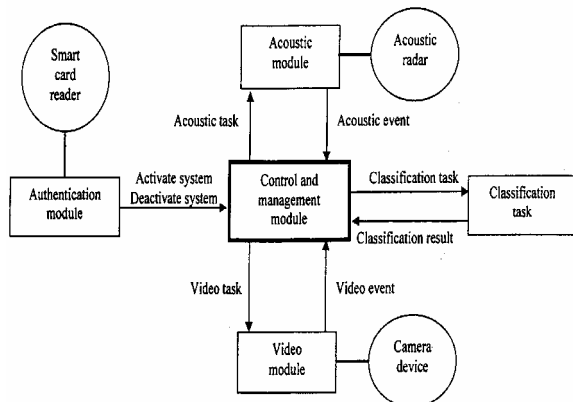 Smart
card
reader
Acoustic
module
Acoustic
radar
Acoustic task
Acoustic event
Authentication
module
Activate system
Deactivate system
Control and
management
module
Classification task
Classification result
Classification
task
Video task
Video event
Video
module
Camera
device